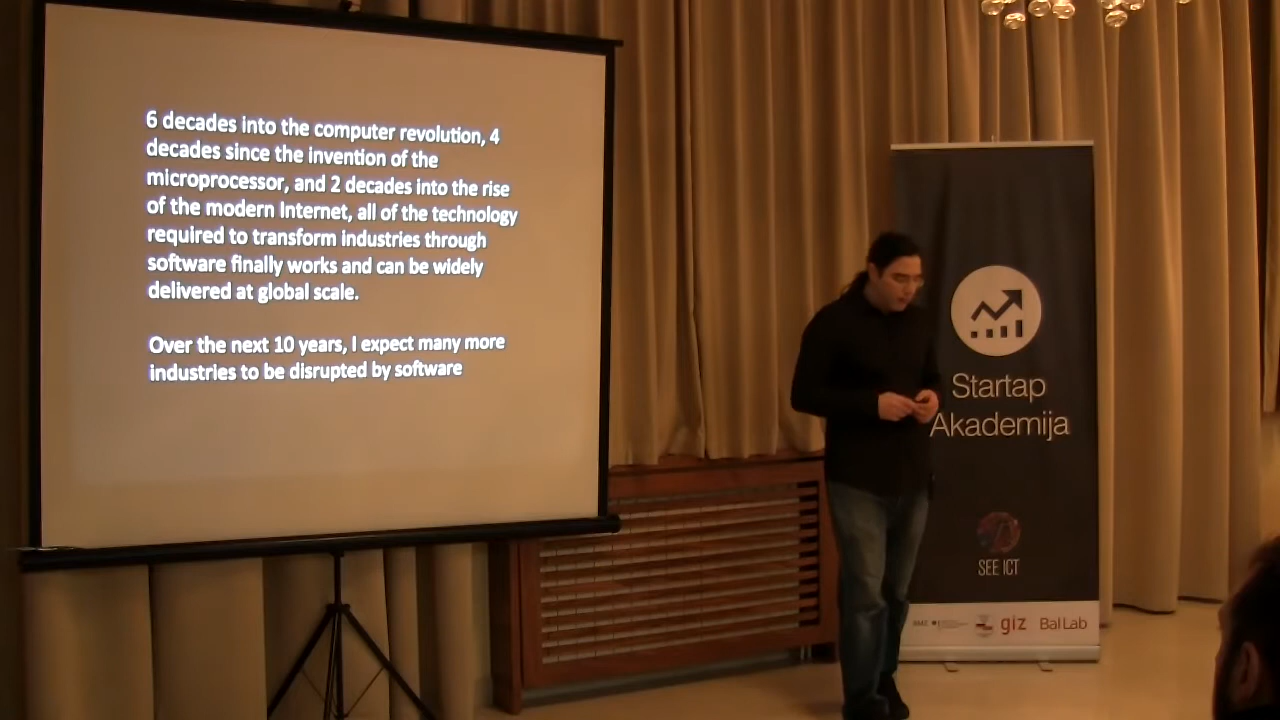 6 decades into the computer revolution, 4
decades since the invention of the
microprocessor, and 2 decades into the rise
of the modern Internet, all of the technology
required to transform industries through
software finally works and can be widely
delivered at global scale.
Over the next 10 years, I expect many more
industries to be disrupted by software
Startap
Akademija
SEE ICT
giz
Bal Lab